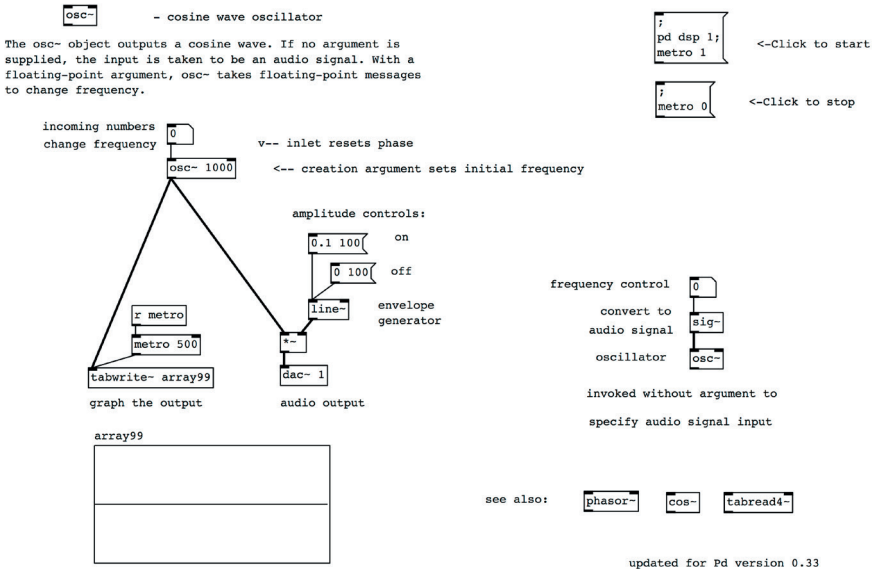 osc~
- cosine wave oscillator
The osc~ object outputs a cosine wave. If no argument is
supplied, the input is taken to be an audio signal. With a
floating-point argument, osc~ takes floating-point messages
to change frequency.
;
pd dsp 1;
metro 1
<-Click to start
;
metro 0
<-Click to stop
incoming numbers
change frequency
0
v-- inlet resets phase
osc~ 1000
<-- creation argument sets initial frequency
amplitude controls:
0.1 100
on
0 100
off
line~
envelope
generator
r metro
metro 500
*~
tabwrite~ array99
dac~ 1
graph the output
audio output
frequency control
0
convert to
audio signal
sig~
oscillator
osc~
invoked without argument to
specify audio signal input
array99
see also:
phasor~
cos~
tabread4~
updated for Pd version 0.33